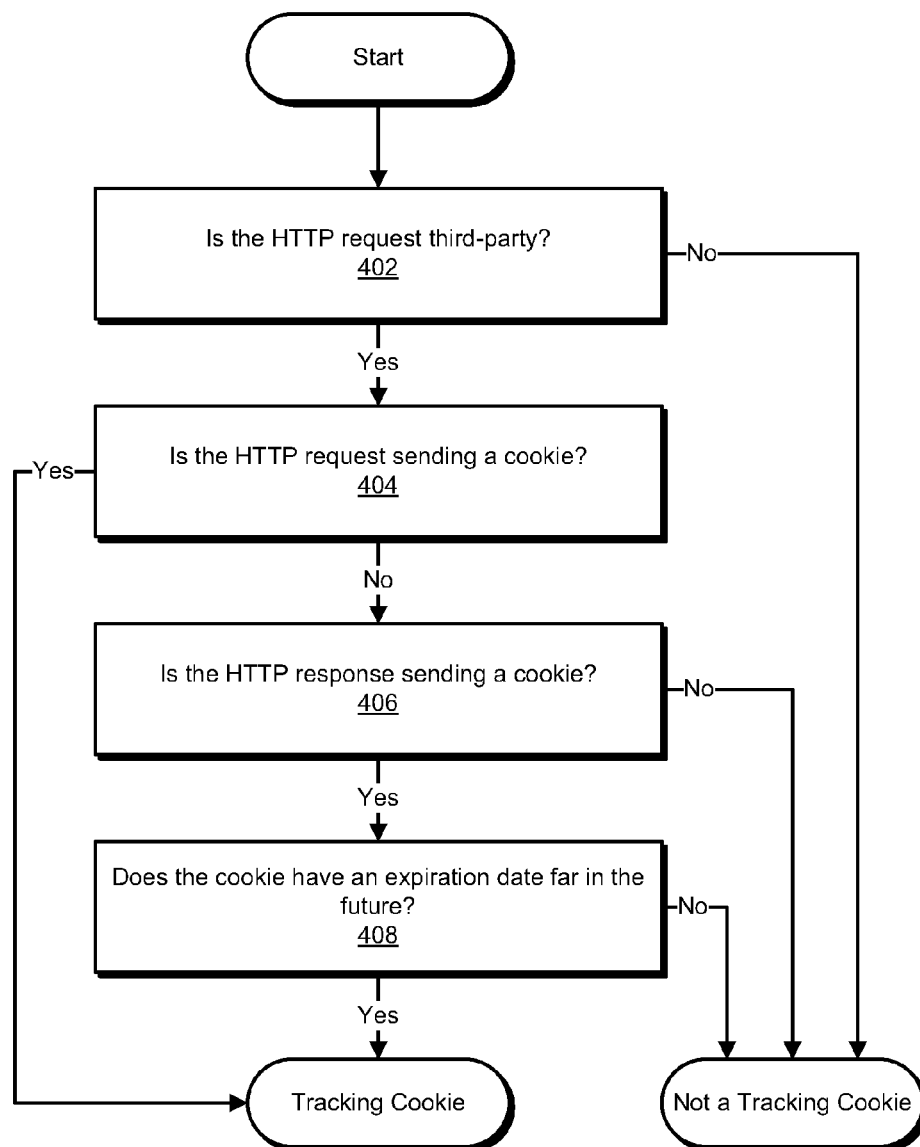 Start
Is the HTTP request third-party?
402
No
Yes
Is the HTTP request sending a cookie?
404
Yes
No
Is the HTTP response sending a cookie?
406
No
Yes
Does the cookie have an expiration date far in the
future?
408
No
Yes
Tracking Cookie
Not a Tracking Cookie